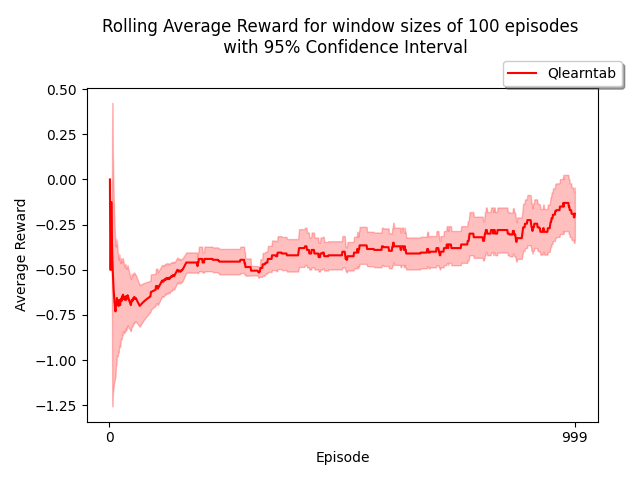 Rolling Average Reward for window sizes of 100 episodes
with 95% Confidence Interval
Qlearntab
0.50
0.25
0.00
−0.25
−0.50
−0.75
−1.00
−1.25
Average Reward
0 999
Episode